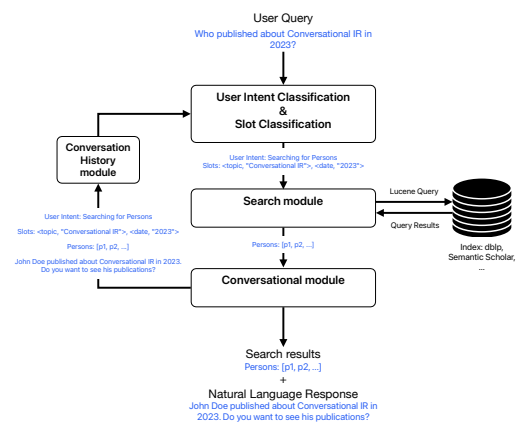 User Query
Who published about Conversational IR in
2023?
User Intent Classification
&
Slot Classification
User Intent: Searching for Persons
Slots: <topic, "Conversational IR">, <date, "2023">
Conversation
History
module
Search module
Lucene Query
Query Results
Index: dblp,
Semantic Scholar,
...
User Intent: Searching for Persons
Slots: <topic, "Conversational IR">, <date, "2023">
Persons: [p1, p2, ...]
John Doe published about Conversational IR in 2023.
Do you want to see his publications?
Persons: [p1, p2, ...]
Conversational module
Search results
Persons: [p1, p2, ...]
+
Natural Language Response
John Doe published about Conversational IR in
2023. Do you want to see his publications?